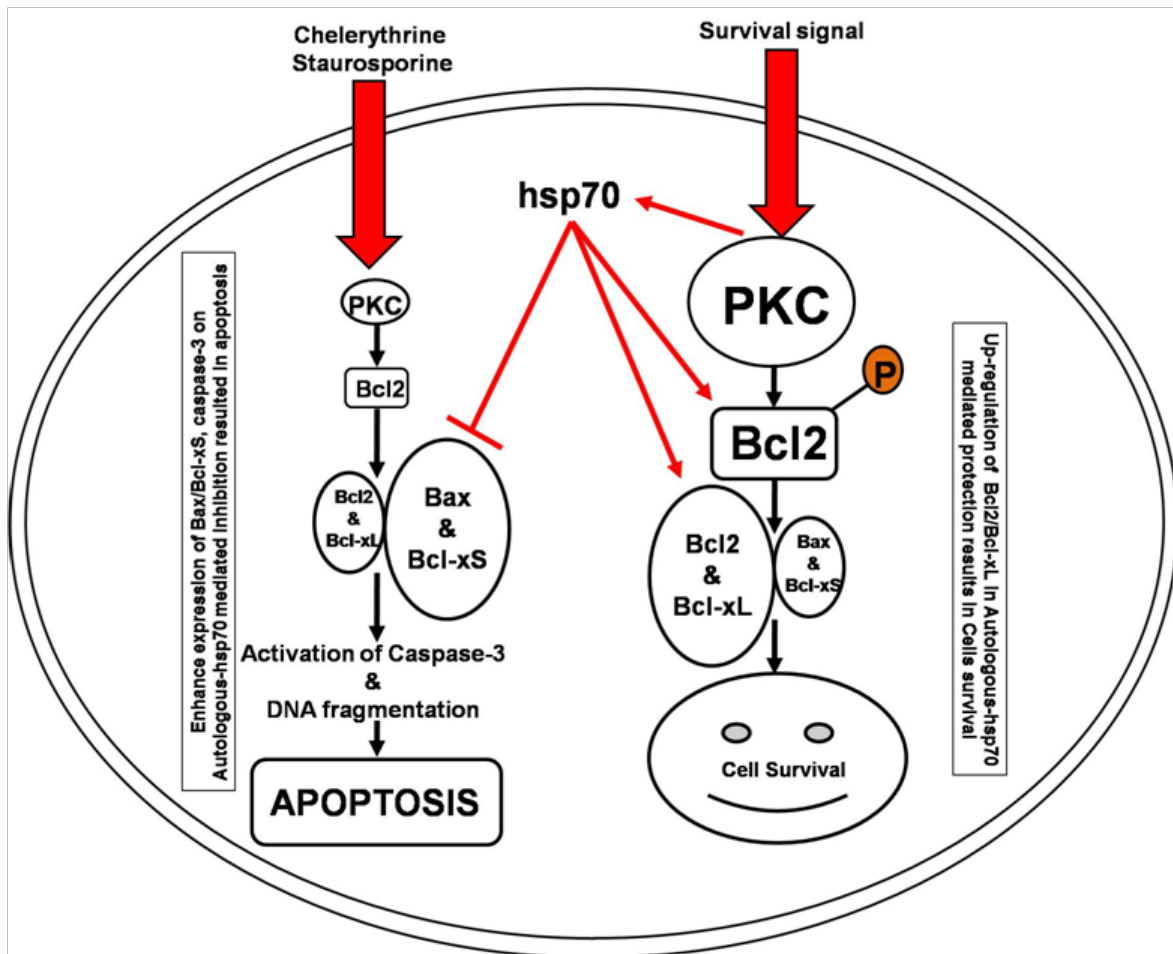 Chelerythrine
Staurosporine
Survival signal
hsp70
PKC
Bcl2
Bcl2
&
Bcl-xL
Bax
&
Bcl-xS
Activation of Caspase-3
&
DNA fragmentation
APOPTOSIS
PKC
P
Bcl2
Bcl2
&
Bcl-xL
Bax
&
Bcl-xS
Cell Survival
Enhance expression of Bax/Bcl-xS, caspase-3 on
Autologous-hsp70 mediated inhibition resulted in apoptosis
Up-regulation of Bcl2/Bcl-xL in Autologous-hsp70
mediated protection results in Cells survival